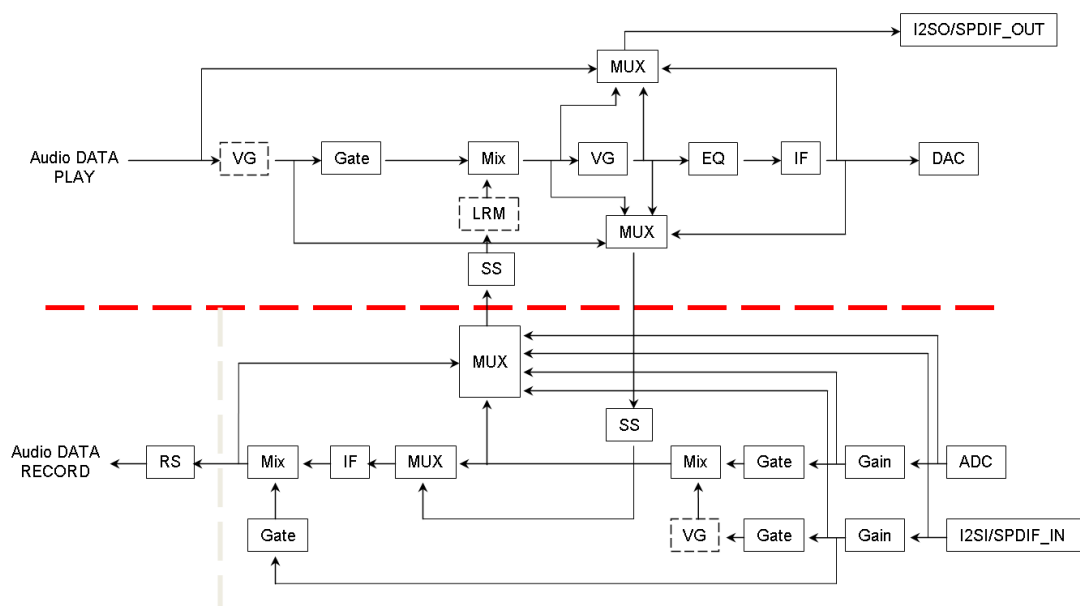 I2SO/SPDIF_OUT
MUX
Audio DATA
PLAY
VG
Gate
Mix
VG
EQ
IF
DAC
LRM
MUX
SS
MUX
SS
Audio DATA
RECORD
RS
Mix
IF
MUX
Mix
Gate
Gain
ADC
Gate
VG
Gate
Gain
I2SI/SPDIF_IN